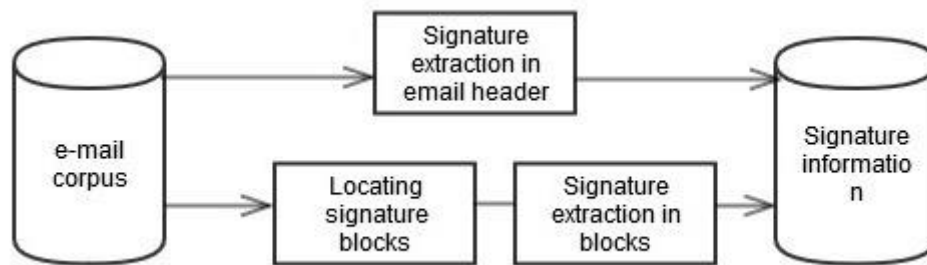 Signature
extraction in
email header
e-mail
corpus
Locating
signature
blocks
Signature
extraction in
blocks
Signature
informatio
n